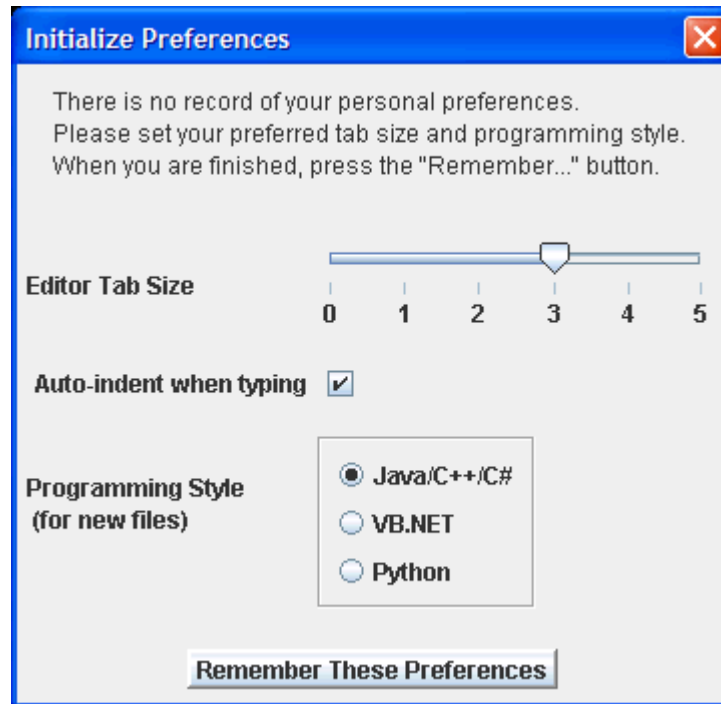 Initialize Preferences
There is no record of your personal preferences.
Please set your preferred tab size and programming style.
When you are finished, press the "Remember..." button.
Editor Tab Size
0 1 2 3 4 5
Auto-indent when typing
Programming Style
(for new files)
Java/C++/C#
VB.NET
Python
Remember These Preferences